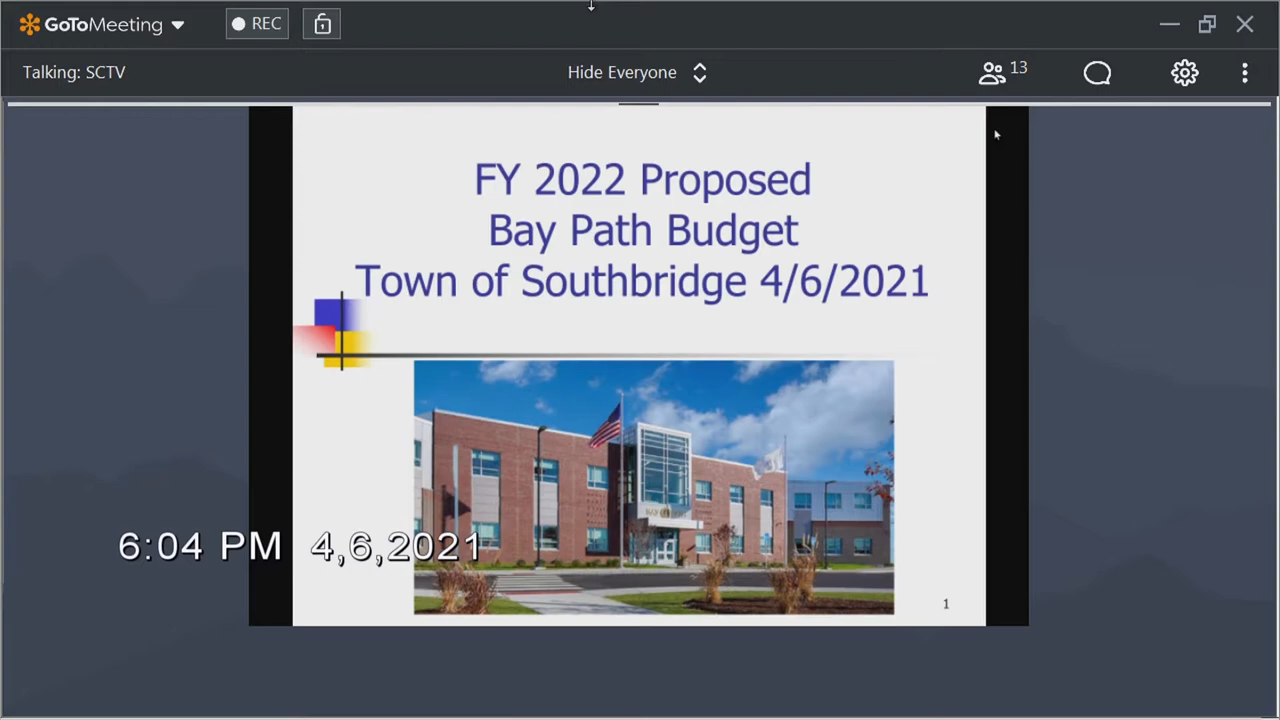 GoToMeeting
REC
Talking: SCTV
Hide Everyone
13
FY 2022 Proposed
Bay Path Budget
Town of Southbridge 4/6/2021
6:04 PM 4,6,2021
1